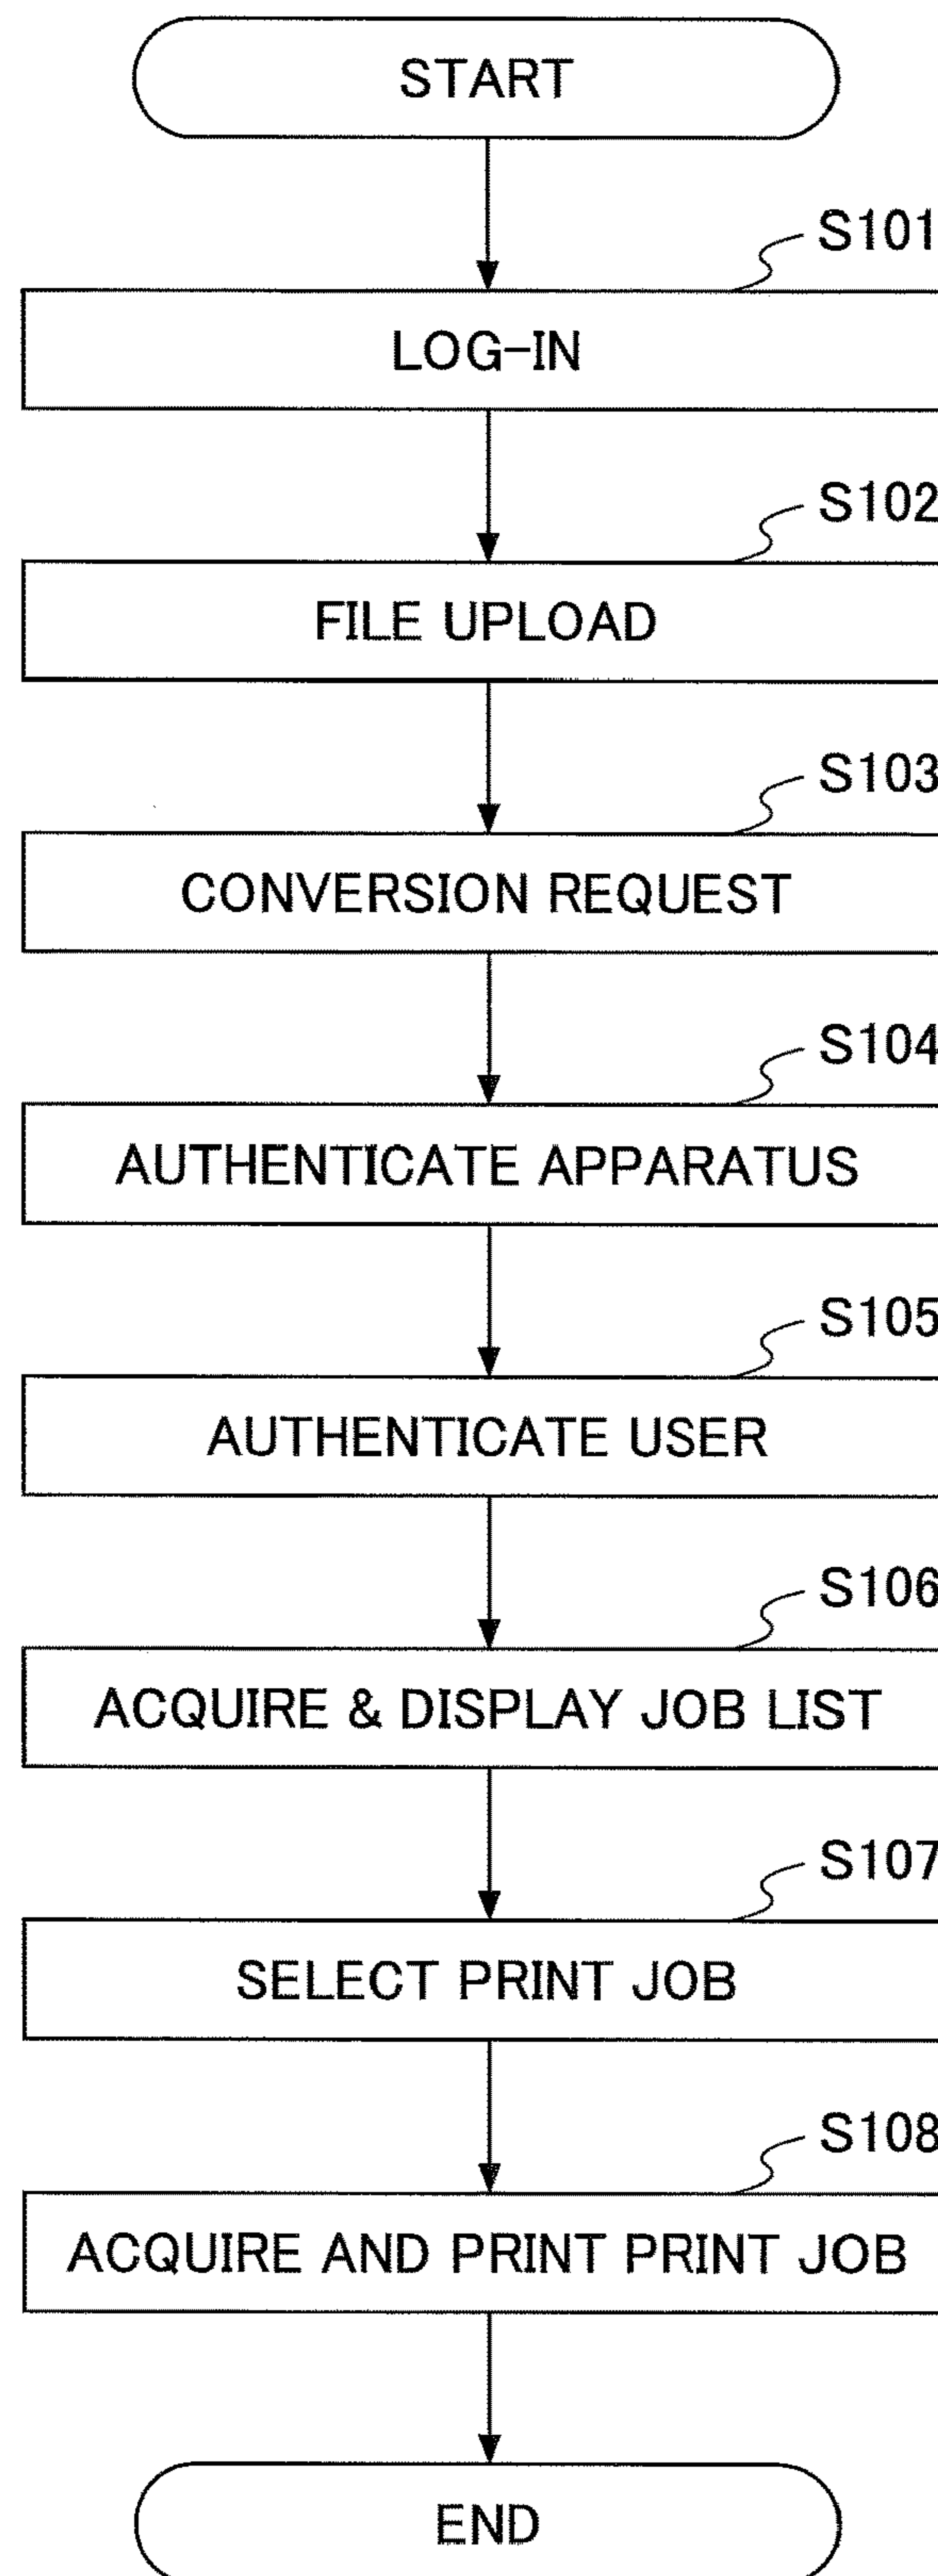 START
S101
LOG-IN
S102
FILE UPLOAD
S103
CONVERSION REQUEST
S104
AUTHENTICATE APPARATUS
S105
AUTHENTICATE USER
S106
ACQUIRE & DISPLAY JOB LIST
S107
SELECT PRINT JOB
S108
ACQUIRE AND PRINT PRINT JOB
END